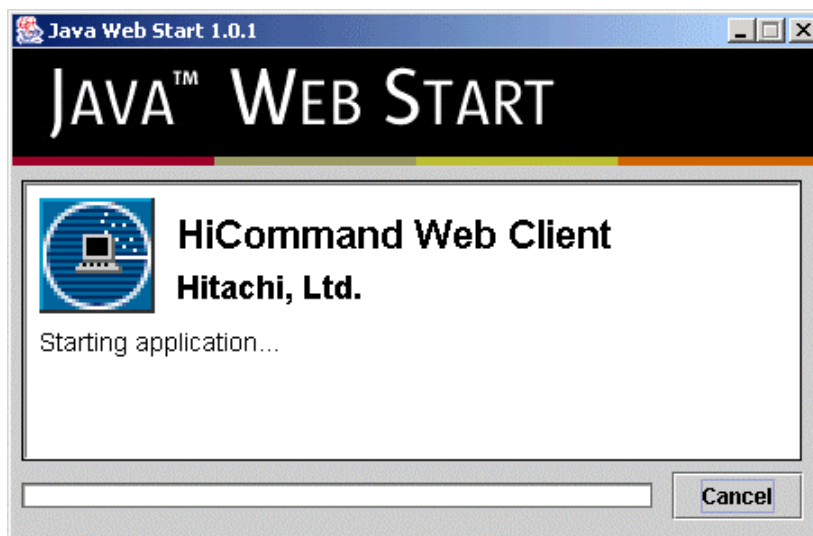 Java Web Start 1.0.1
JAVA™ WEB START
HiCommand Web Client
Hitachi, Ltd.
Starting application...
Cancel